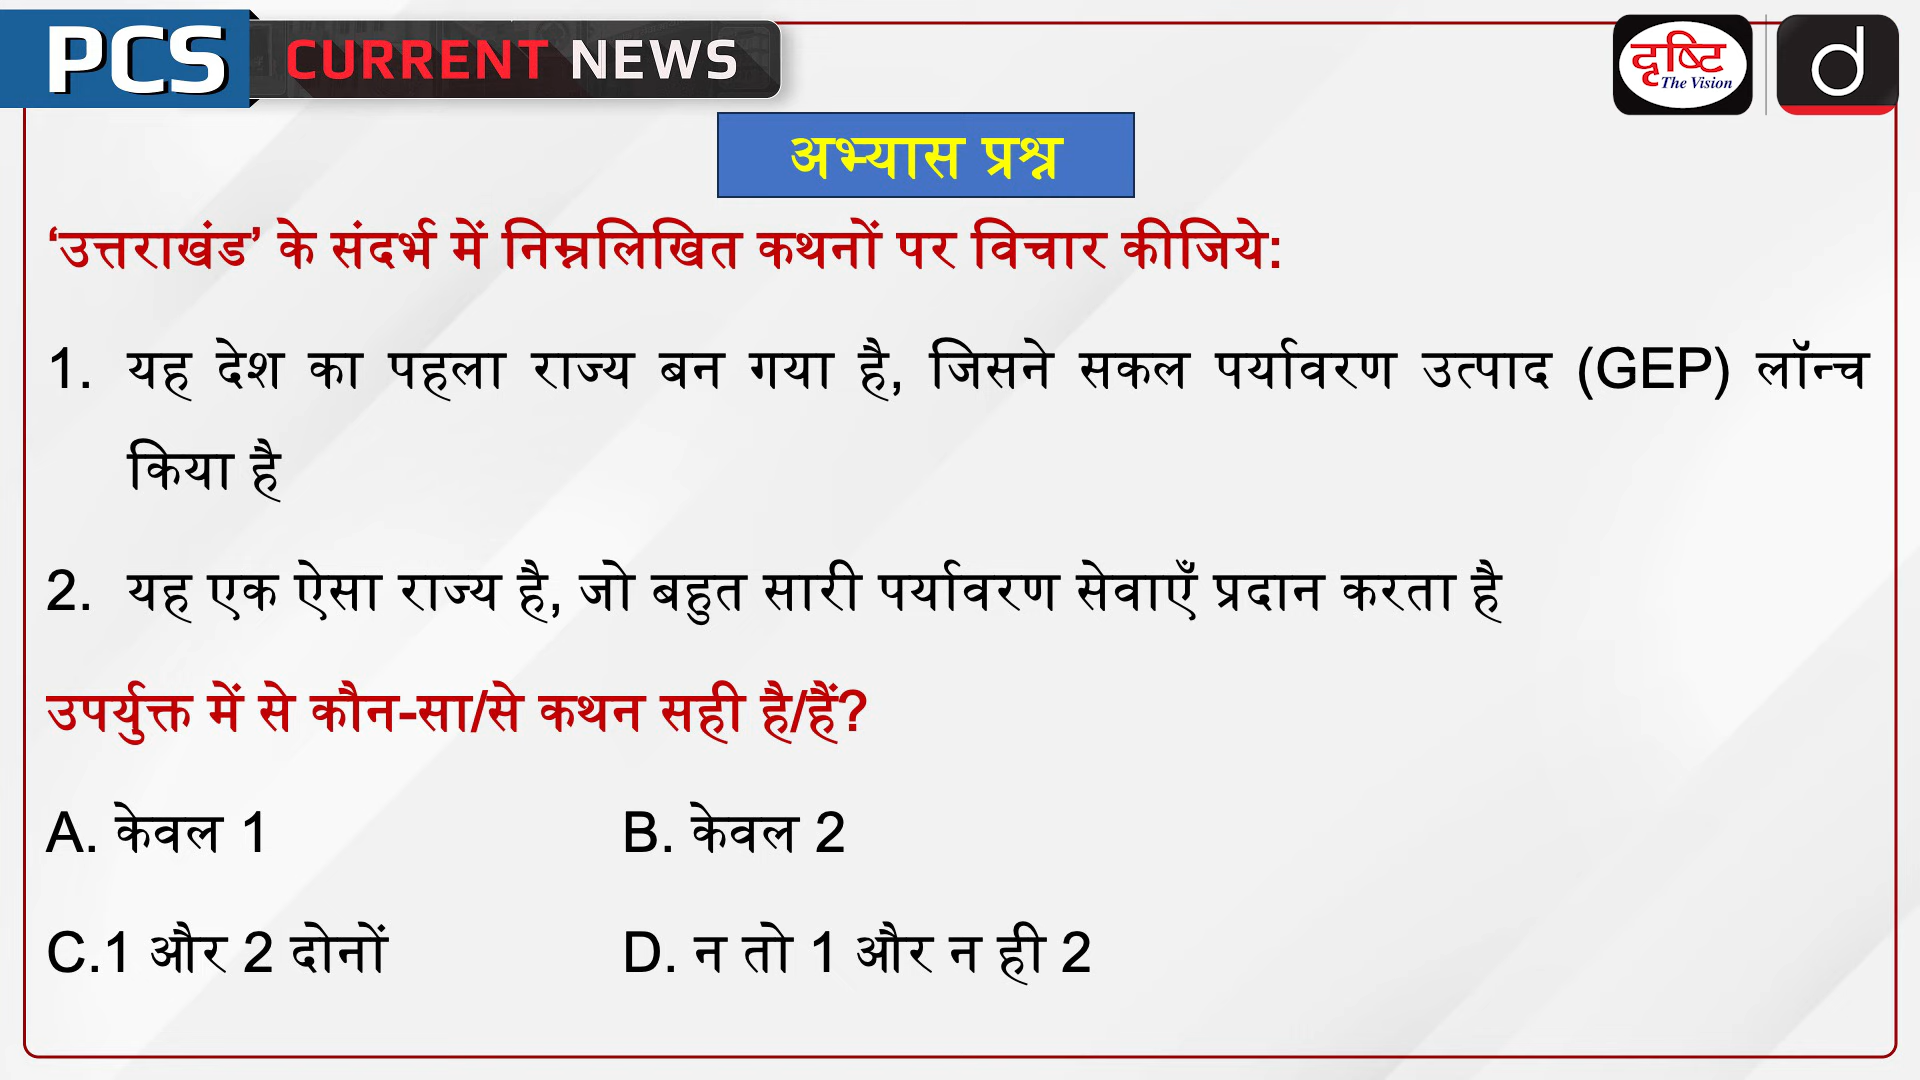 PCS CURRENT NEWS
दृष्टि
The Vision
d
अभ्यास प्रश्न
‘उत्तराखंड’ के संदर्भ में निम्नलिखित कथनों पर विचार कीजिये:
1. यह देश का पहला राज्य बन गया है, जिसने सकल पर्यावरण उत्पाद (GEP) लॉन्च
किया है
2. यह एक ऐसा राज्य है, जो बहुत सारी पर्यावरण सेवाएँ प्रदान करता है
उपर्युक्त में से कौन-सा/से कथन सही है/हैं?
A. केवल 1 B. केवल 2
C.1 और 2 दोनों D. न तो 1 और न ही 2